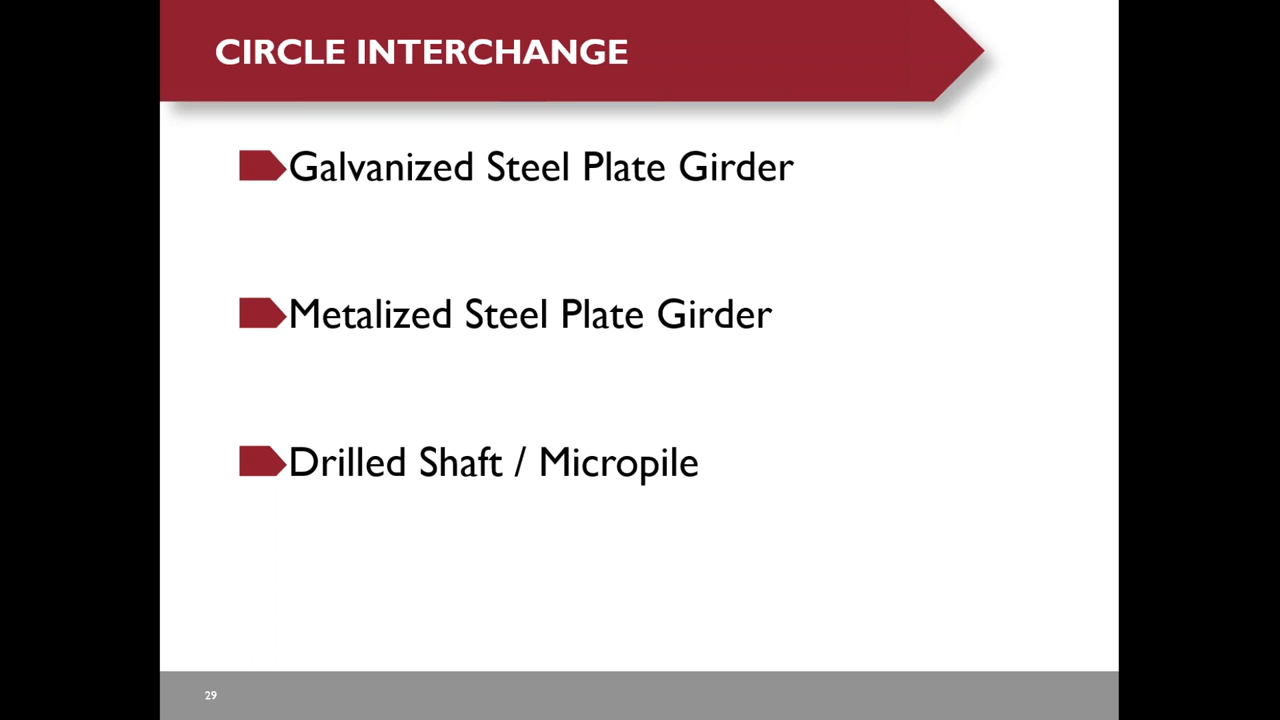 CIRCLE INTERCHANGE
Galvanized Steel Plate Girder
Metalized Steel Plate Girder
Drilled Shaft / Micropile
29